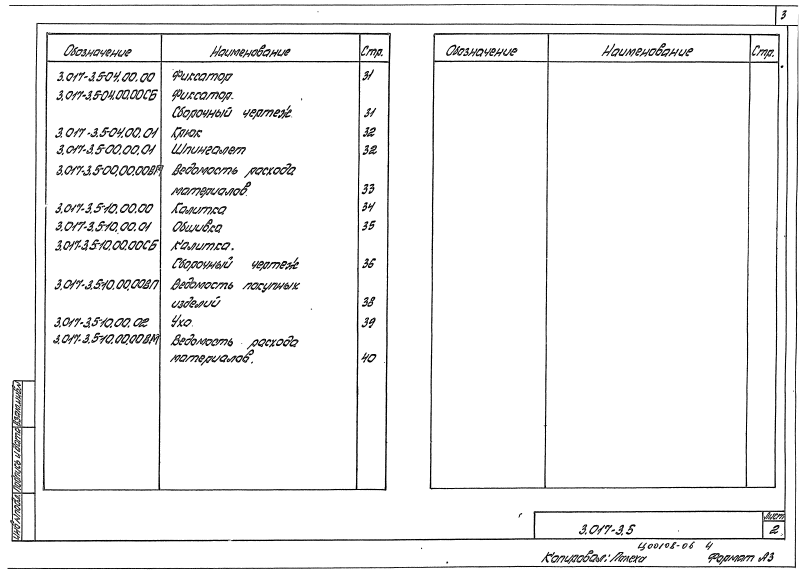 3
Обозначение Наименование Стр.
3.017-3.5-04.00.00 Фиксатор 31
3.017-3.5-04.00.00СБ Фиксатор.
Сборочный чертеж 31
3.017-3.5-04.00.01 Крюк 32
3.017-3.5-00.00.01 Шпингалет 32
3.017-3.5-00.00.00ВМ Ведомость расхода
материалов 33
3.017-3.5-10.00.00 Калитка 34
3.017-3.5-10.00.01 Обшивка 35
3.017-3.5-10.00.00СБ Калитка.
Сборочный чертеж 36
3.017-3.5-10.00.00ВП Ведомость покупных
изделий 38
3.017-3.5-10.00.02 Ухо 39
3.017-3.5-10.00.00ВМ Ведомость расхода
материалов. 40
Обозначение Наименование Стр.
Инв.№подл. Подпись и дата Взам.инв.№
3.017-3.5
Лист
2
Ц00108-06 4
Копировал: Формат А3